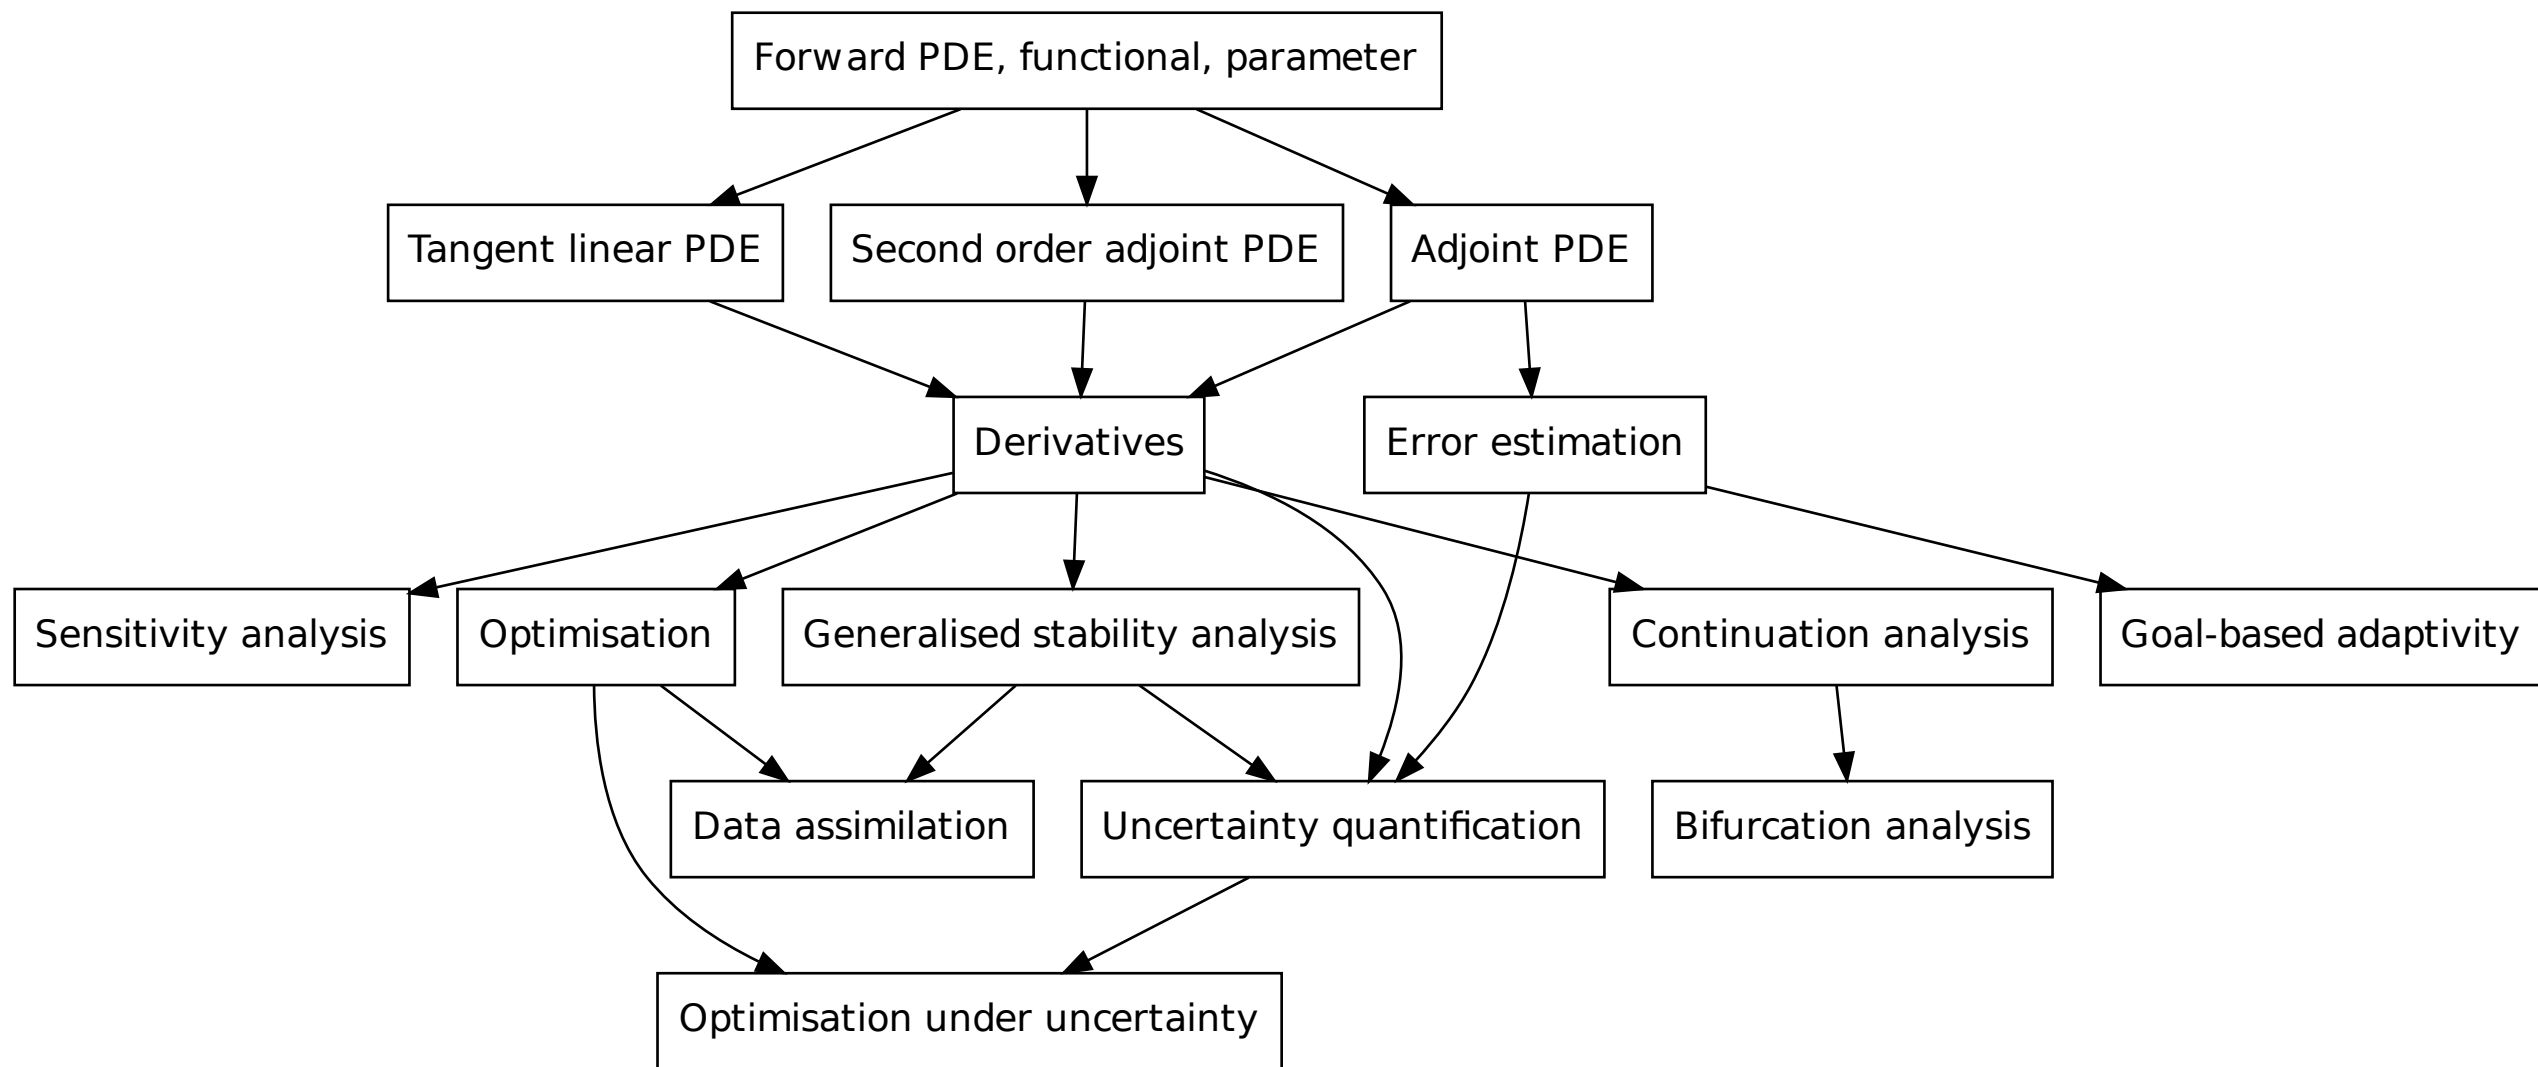 Forward PDE, functional, parameter
Tangent linear PDE
Second order adjoint PDE
Adjoint PDE
Derivatives
Error estimation
Sensitivity analysis
Optimisation
Generalised stability analysis
Continuation analysis
Goal-based adaptivity
Data assimilation
Uncertainty quantification
Bifurcation analysis
Optimisation under uncertainty